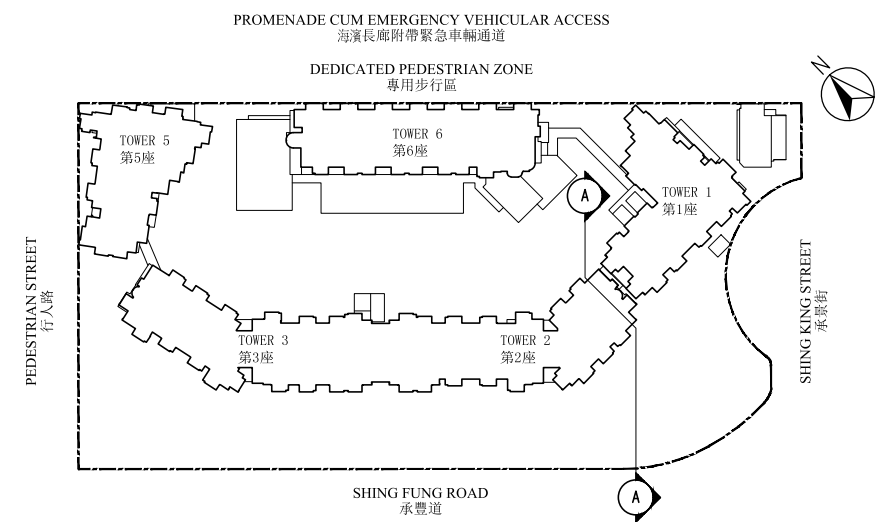 PROMENADE CUM EMERGENCY VEHICULAR ACCESS
海濱長廊附帶緊急車輛通道
DEDICATED PEDESTRIAN ZONE
專用步行區
N
TOWER 5
第5座
TOWER 6
第6座
TOWER 1
第1座
A
PEDESTRIAN STREET
行人路
SHING KING STREET
承景街
TOWER 3
第3座
TOWER 2
第2座
SHING FUNG ROAD
承豐道
A